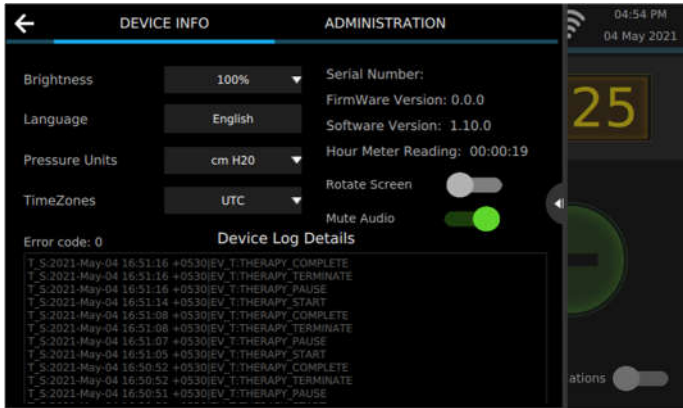 DEVICE INFO
ADMINISTRATION
04:54 PM
04 May 2021
Brightness
100%
Language
English
Pressure Units
cm H20
TimeZones
UTC
Serial Number:
FirmWare Version: 0.0.0
Software Version: 1.10.0
Hour Meter Reading: 00:00:19
Rotate Screen
Mute Audio
25
Error code: 0
Device Log Details
T_S:2021-May-04 16:51:16 +0530|EV_T:THERAPY_COMPLETE
T_S:2021-May-04 16:51:16 +0530|EV_T:THERAPY_TERMINATE
T_S:2021-May-04 16:51:16 +0530|EV_T:THERAPY_PAUSE
T_S:2021-May-04 16:51:14 +0530|EV_T:THERAPY_START
T_S:2021-May-04 16:51:08 +0530|EV_T:THERAPY_COMPLETE
T_S:2021-May-04 16:51:08 +0530|EV_T:THERAPY_TERMINATE
T_S:2021-May-04 16:51:07 +0530|EV_T:THERAPY_PAUSE
T_S:2021-May-04 16:51:05 +0530|EV_T:THERAPY_START
T_S:2021-May-04 16:50:52 +0530|EV_T:THERAPY_COMPLETE
T_S:2021-May-04 16:50:52 +0530|EV_T:THERAPY_TERMINATE
T_S:2021-May-04 16:50:51 +0530|EV_T:THERAPY_PAUSE
ations